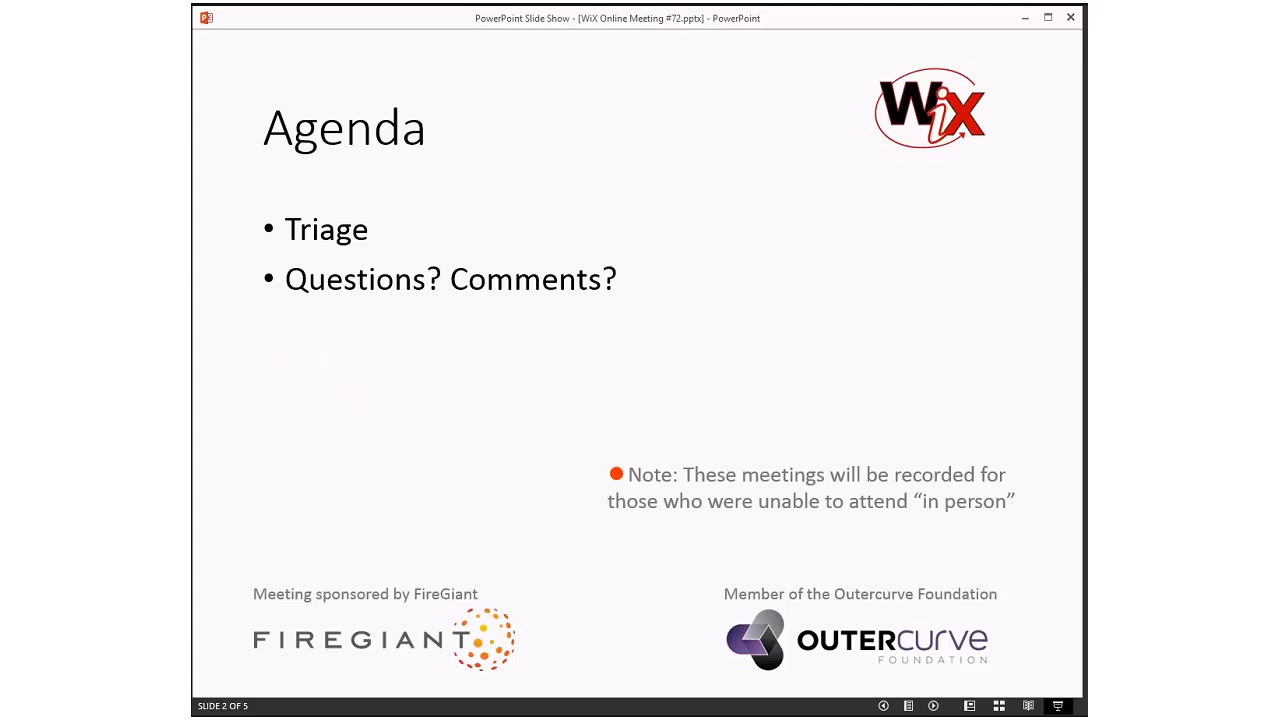 PowerPoint Slide Show - [WiX Online Meeting #72.pptx] - PowerPoint
WiX
Agenda
• Triage
• Questions? Comments?
Note: These meetings will be recorded for
those who were unable to attend “in person”
Meeting sponsored by FireGiant
FIREGIANT
Member of the Outercurve Foundation
OUTERCURVE
FOUNDATION
SLIDE 2 OF 5